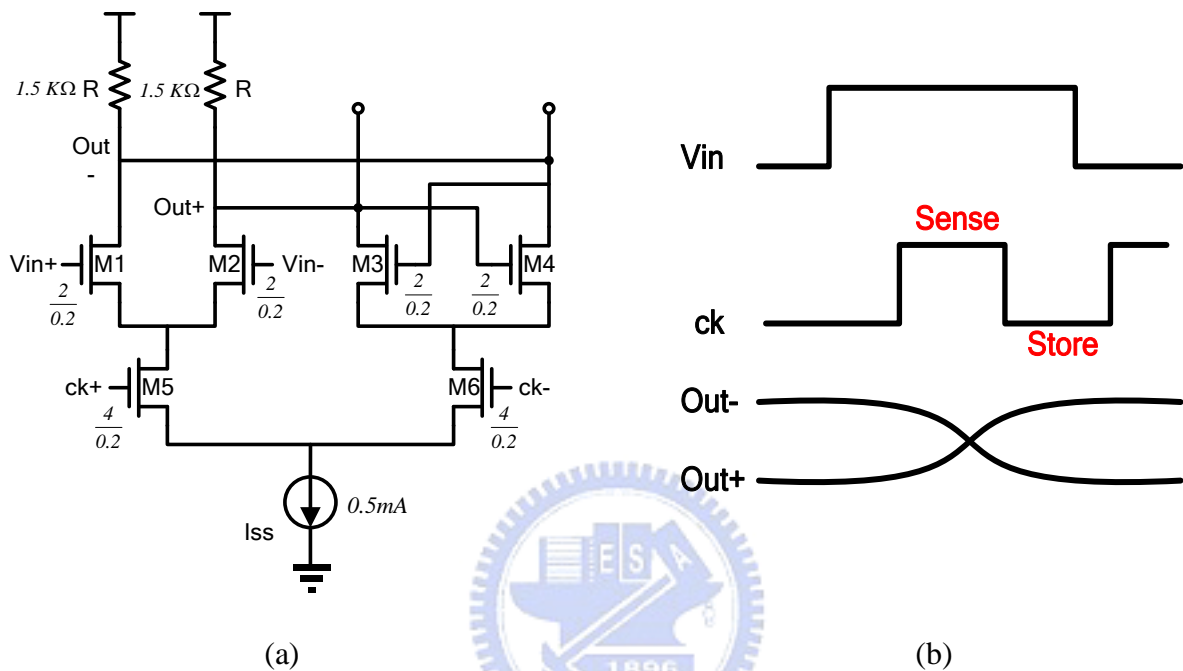 1.5 KΩ R
1.5 KΩ R
Out
-
Out+
Vin+
M1
M2
Vin-
M3
M4
2/0.2
2/0.2
2/0.2
2/0.2
ck+
M5
M6
ck-
4/0.2
4/0.2
Iss
0.5mA
(a)
Vin
Sense
ck
Store
Out-
Out+
(b)
E S A
1896